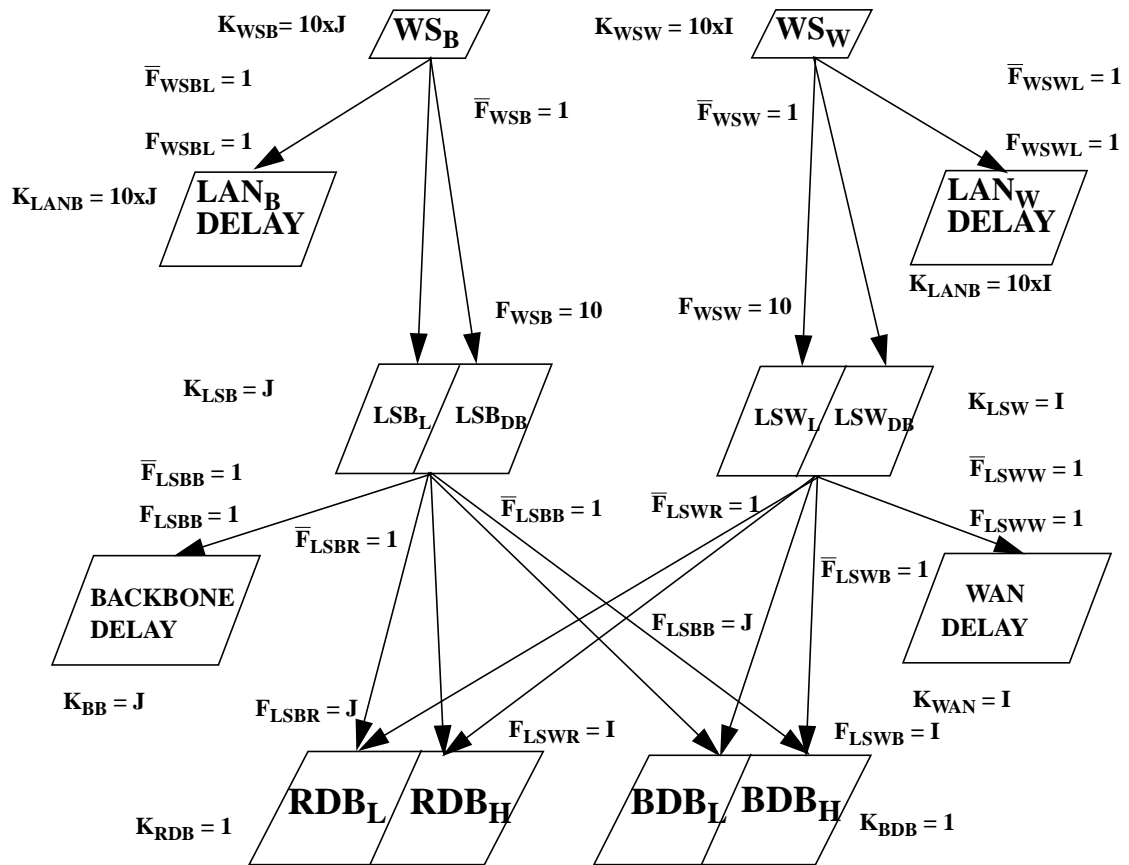 K_WSB = 10xJ
WS_B
K_WSW = 10xI
WS_W
F̅_WSBL = 1
F̅_WSB = 1
F̅_WSW = 1
F̅_WSWL = 1
F_WSBL = 1
F_WSWL = 1
K_LANB = 10xJ
LAN_B
DELAY
LAN_W
DELAY
K_LANB = 10xI
F_WSB = 10
F_WSW = 10
K_LSB = J
LSB_L
LSB_DB
LSW_L
LSW_DB
K_LSW = I
F̅_LSBB = 1
F̅_LSBB = 1
F̅_LSWR = 1
F̅_LSWW = 1
F_LSBB = 1
F̅_LSBR = 1
F_LSWW = 1
F̅_LSWB = 1
BACKBONE
DELAY
WAN
DELAY
F_LSBB = J
K_BB = J
F_LSBR = J
F_LSWR = I
F_LSWB = I
K_WAN = I
RDB_L
RDB_H
BDB_L
BDB_H
K_RDB = 1
K_BDB = 1